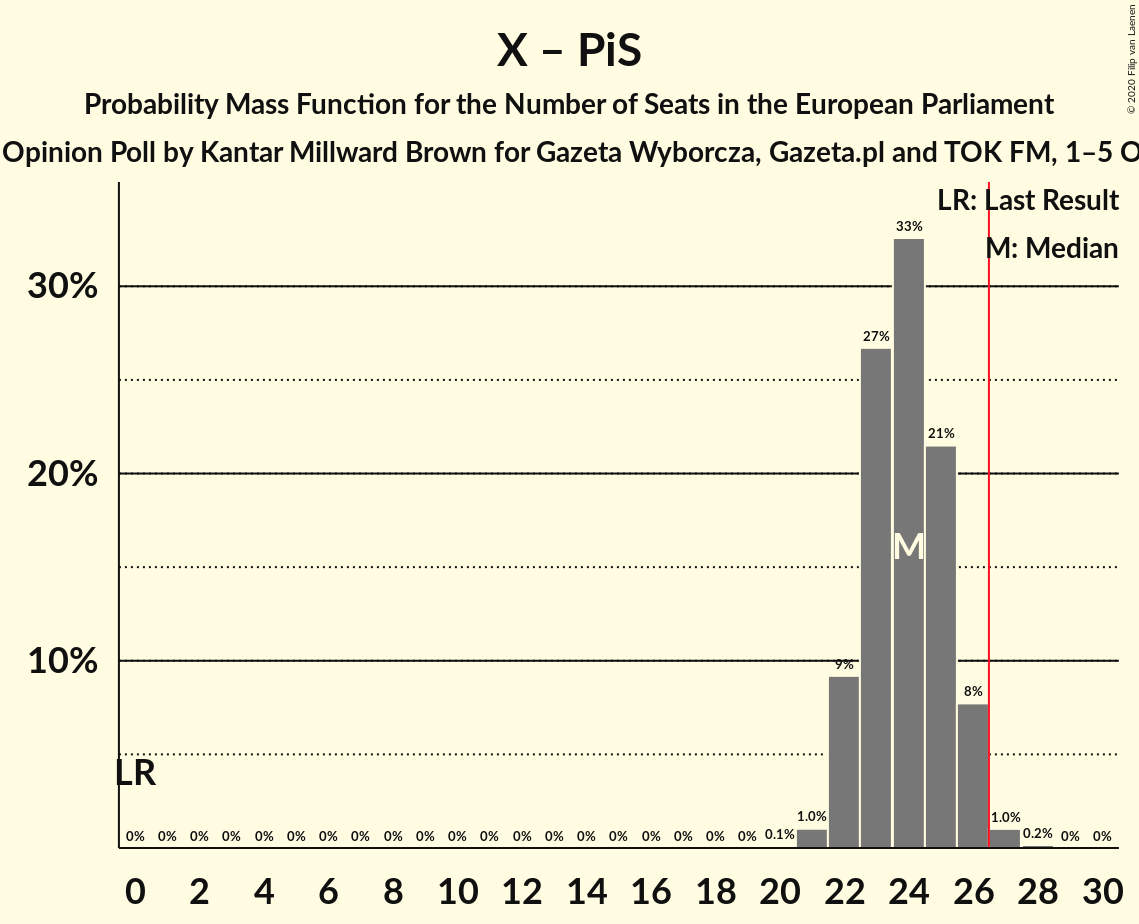 X – PiS
Probability Mass Function for the Number of Seats in the European Parliament
Opinion Poll by Kantar Millward Brown for Gazeta Wyborcza, Gazeta.pl and TOK FM, 1–5 O
© 2020 Filip van Laenen
LR: Last Result
M: Median
30%
20%
10%
33%
27%
21%
M
9%
8%
LR
0% 0% 0% 0% 0% 0% 0% 0% 0% 0% 0% 0% 0% 0% 0% 0% 0% 0% 0% 0% 0.1% 1.0% 1.0% 0.2% 0% 0%
0 2 4 6 8 10 12 14 16 18 20 22 24 26 28 30